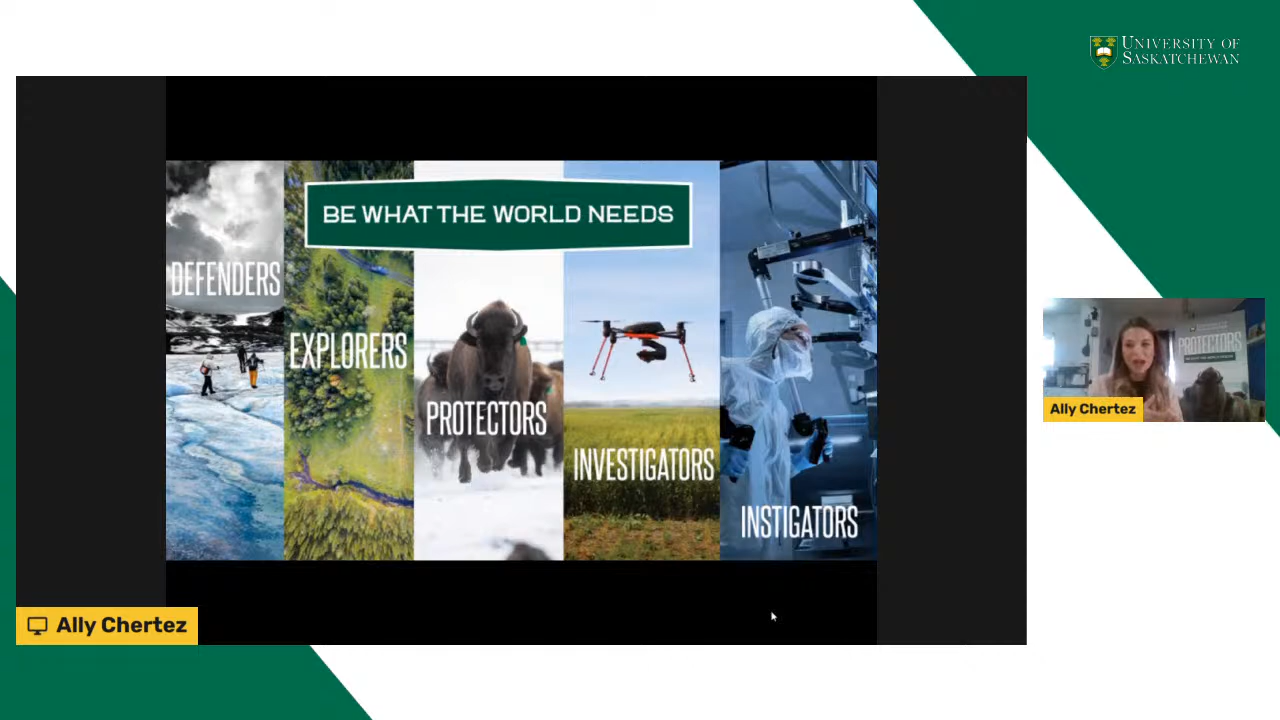 UNIVERSITY OF
SASKATCHEWAN
BE WHAT THE WORLD NEEDS
DEFENDERS
EXPLORERS
PROTECTORS
INVESTIGATORS
INSTIGATORS
PROTECTORS
Ally Chertez
Ally Chertez